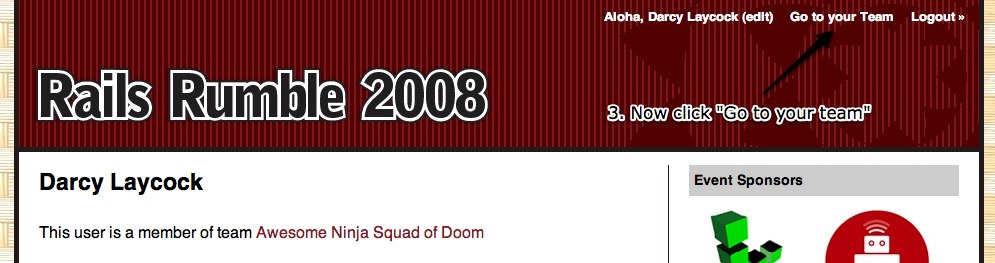 Aloha, Darcy Laycock (edit) Go to your Team Logout »
Rails Rumble 2008
3. Now click "Go to your team"
Darcy Laycock
This user is a member of team Awesome Ninja Squad of Doom
Event Sponsors